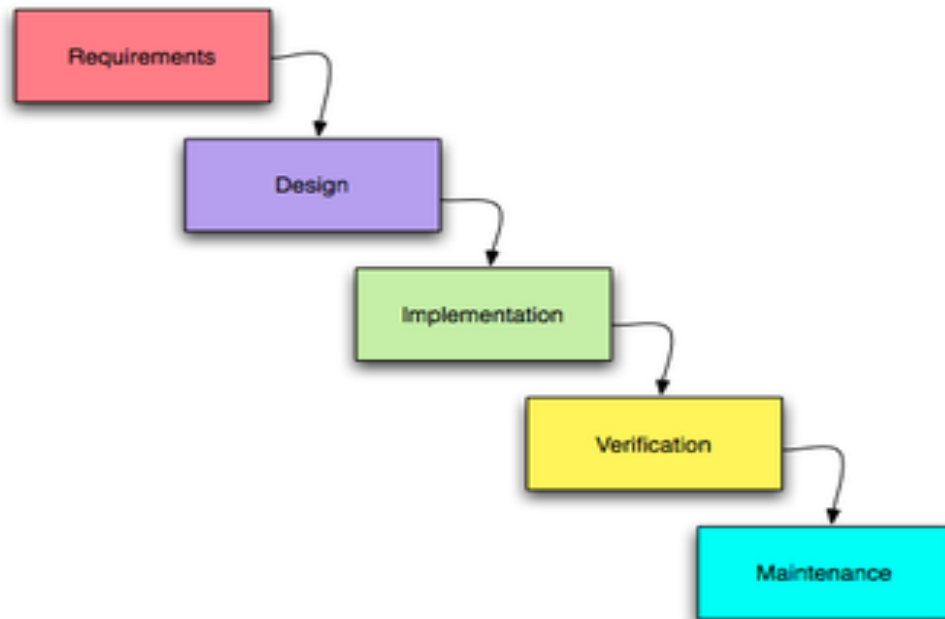 Requirements
Design
Implementation
Verification
Maintenance